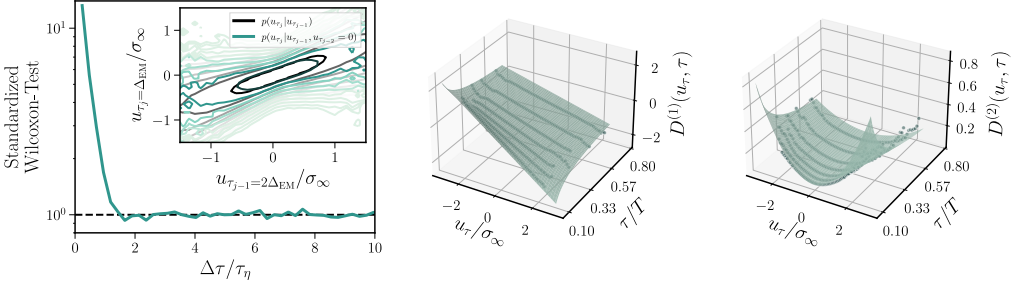 Standardized
Wilcoxon-Test
10¹
10⁰
0 2 4 6 8 10
Δτ/τ_η
p(u_{τ_j}|u_{τ_{j−1}})
p(u_{τ_j}|u_{τ_{j−1}}, u_{τ_{j−2}} = 0)
u_{τ_j=Δ_EM}/σ_∞
1
0
−1
−1 0 1
u_{τ_{j−1}=2Δ_EM}/σ_∞
D⁽¹⁾(u_τ, τ)
2
0
−2
−2 0 2
u_τ/σ_∞
0.10 0.33 0.57 0.80
τ/T
D⁽²⁾(u_τ, τ)
0.8
0.6
0.4
0.2
−2 0 2
u_τ/σ_∞
0.10 0.33 0.57 0.80
τ/T